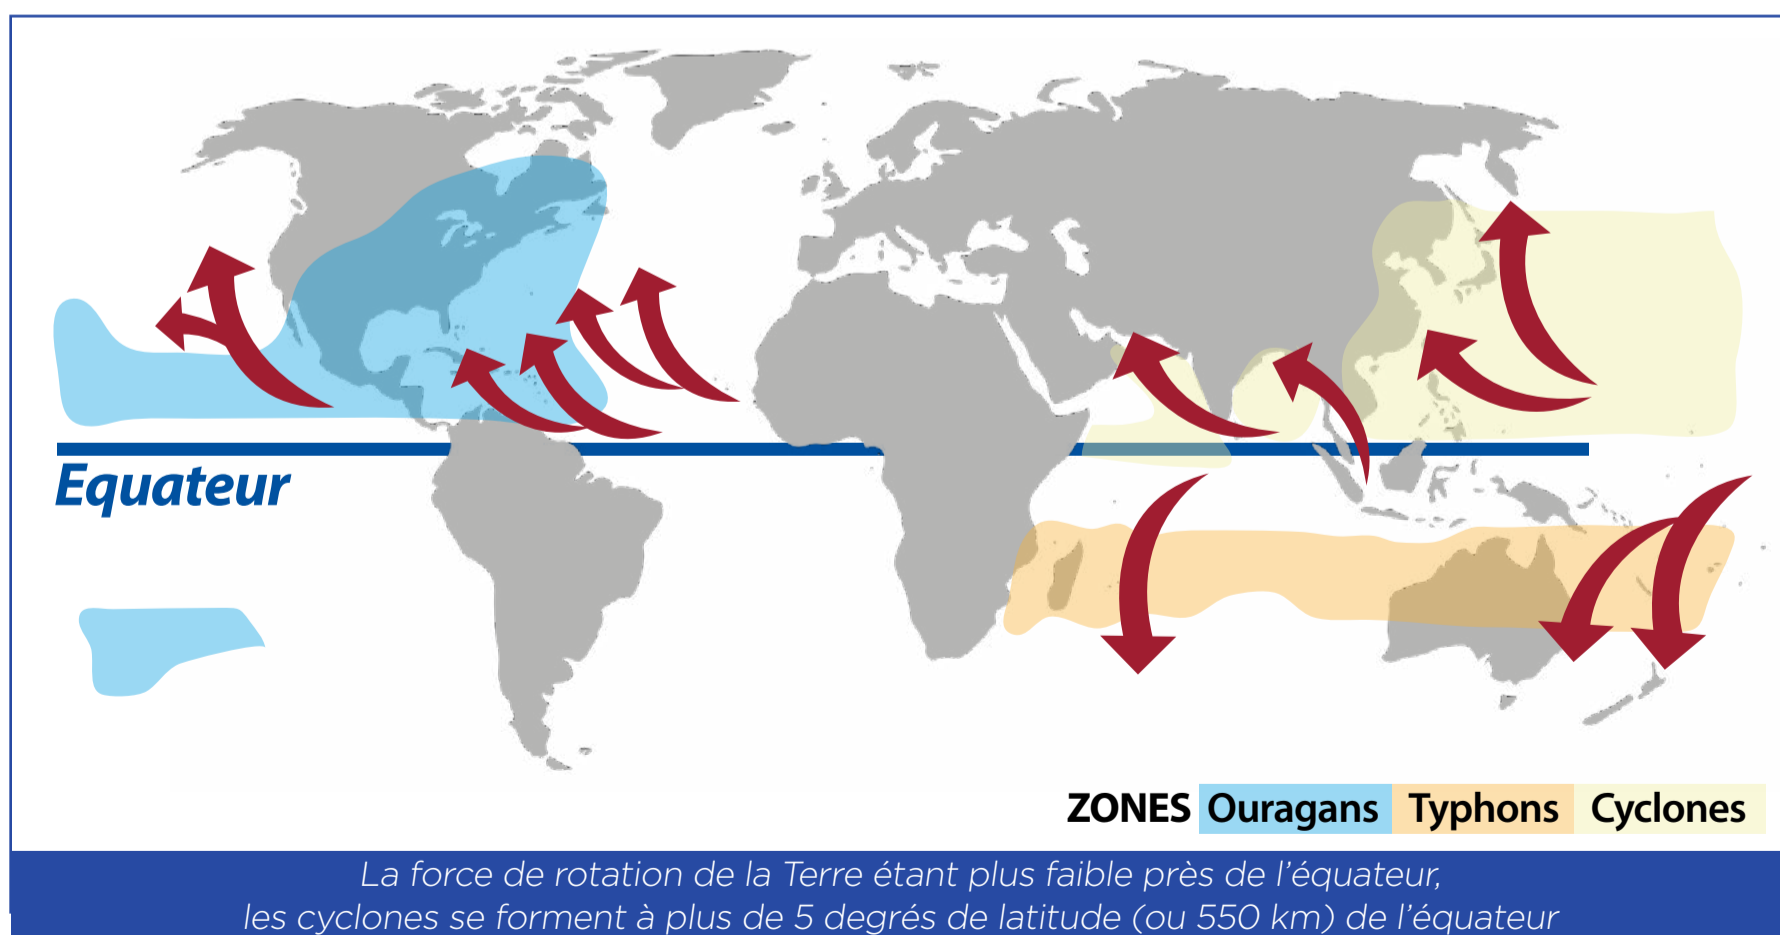 Equateur
ZONES Ouragans Typhons Cyclones
La force de rotation de la Terre étant plus faible près de l’équateur,
les cyclones se forment à plus de 5 degrés de latitude (ou 550 km) de l’équateur